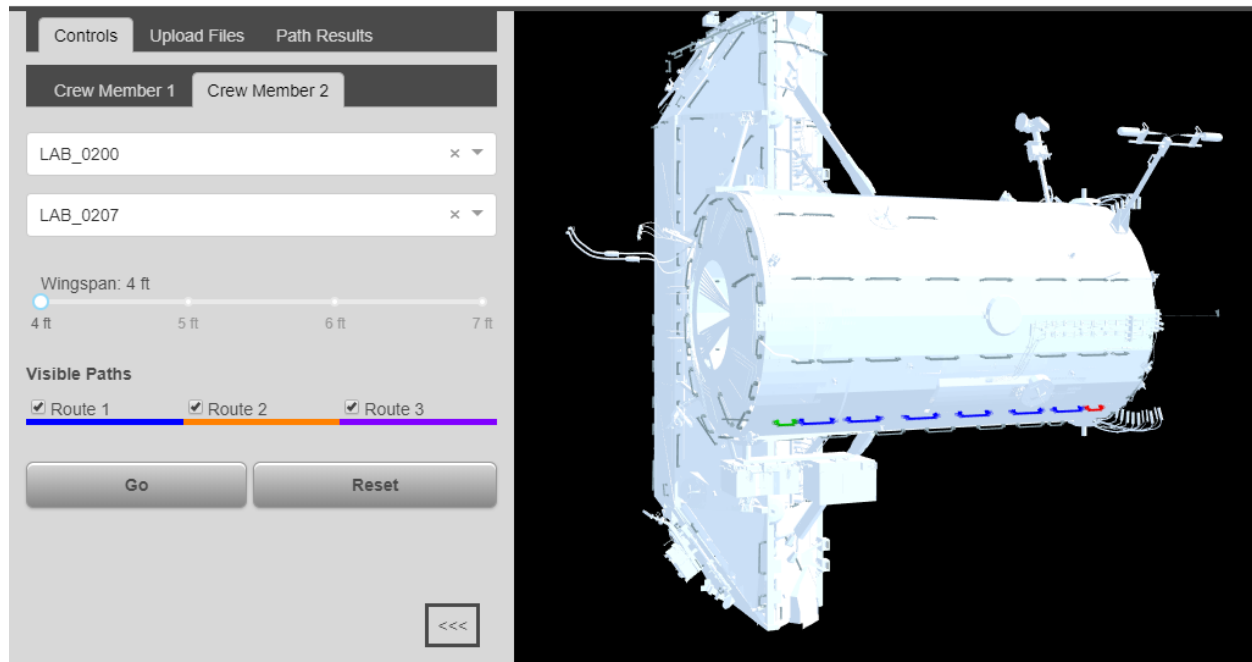 Controls Upload Files Path Results
Crew Member 1 Crew Member 2
LAB_0200 × 
LAB_0207 × 
Wingspan: 4 ft
4 ft 5 ft 6 ft 7 ft
Visible Paths
Route 1 Route 2 Route 3
Go Reset
<<<